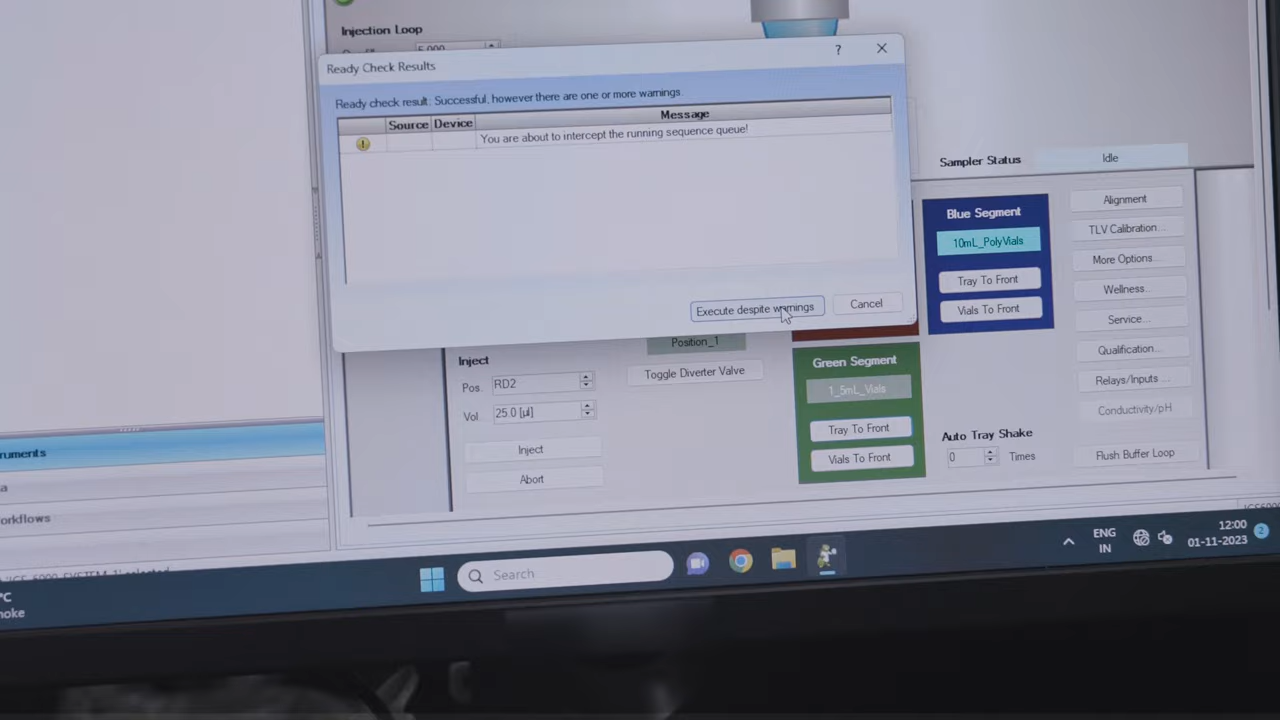 Injection Loop
5.000
Ready Check Results
?
Ready check result: Successful, however there are one or more warnings.
Source Device Message
You are about to intercept the running sequence queue!
Execute despite warnings
Cancel
Sampler Status Idle
Blue Segment
10mL_PolyVials
Tray To Front
Vials To Front
Alignment
TLV Calibration...
More Options...
Wellness...
Service...
Qualification...
Relays/Inputs ...
Conductivity/pH
Flush Buffer Loop
Inject
Pos. RD2
Vol. 25.0 [µl]
Inject
Abort
Position_1
Toggle Diverter Valve
Green Segment
1_5mL_Vials
Tray To Front
Vials To Front
Auto Tray Shake
0 Times
Search
ENG
IN
12:00
01-11-2023
2